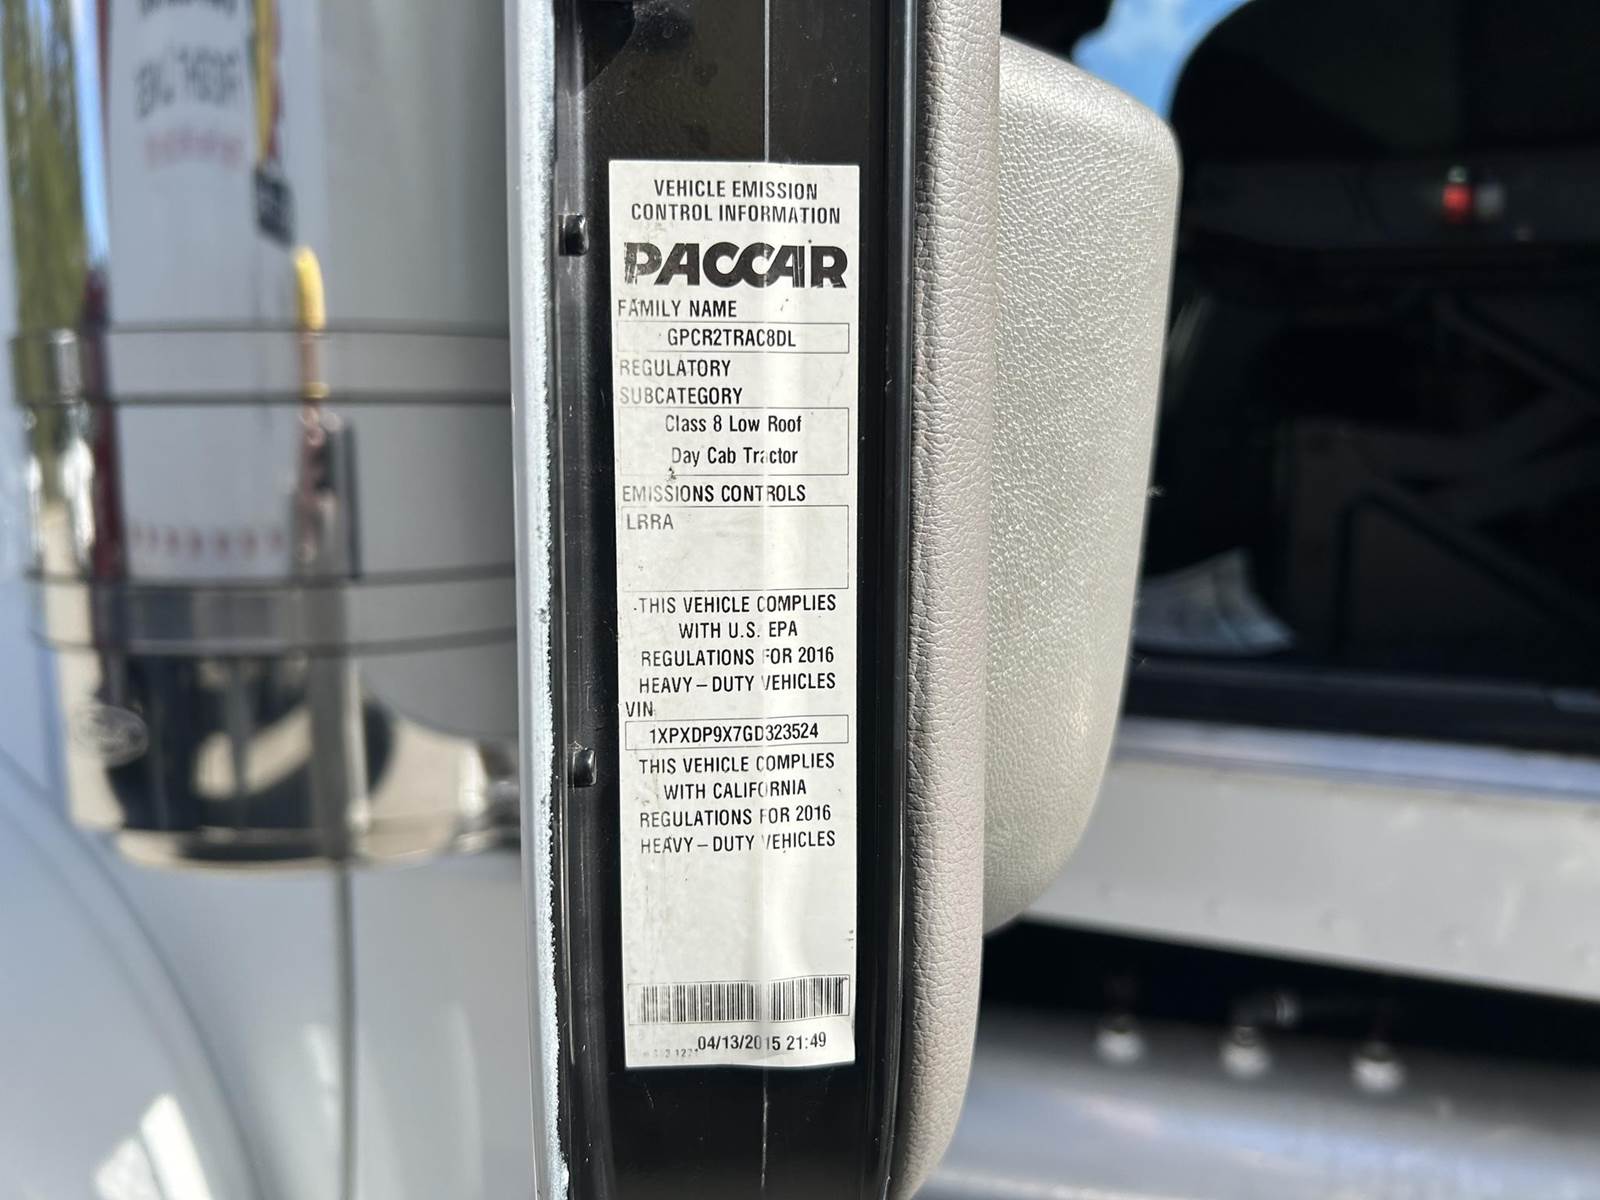 VEHICLE EMISSION
CONTROL INFORMATION
PACCAR
FAMILY NAME
GPCR2TRAC8DL
REGULATORY
SUBCATEGORY
Class 8 Low Roof
Day Cab Tractor
EMISSIONS CONTROLS
LRRA
THIS VEHICLE COMPLIES
WITH U.S. EPA
REGULATIONS FOR 2016
HEAVY-DUTY VEHICLES
VIN
1XPXDP9X7GD323524
THIS VEHICLE COMPLIES
WITH CALIFORNIA
REGULATIONS FOR 2016
HEAVY-DUTY VEHICLES
04/13/2015 21:49